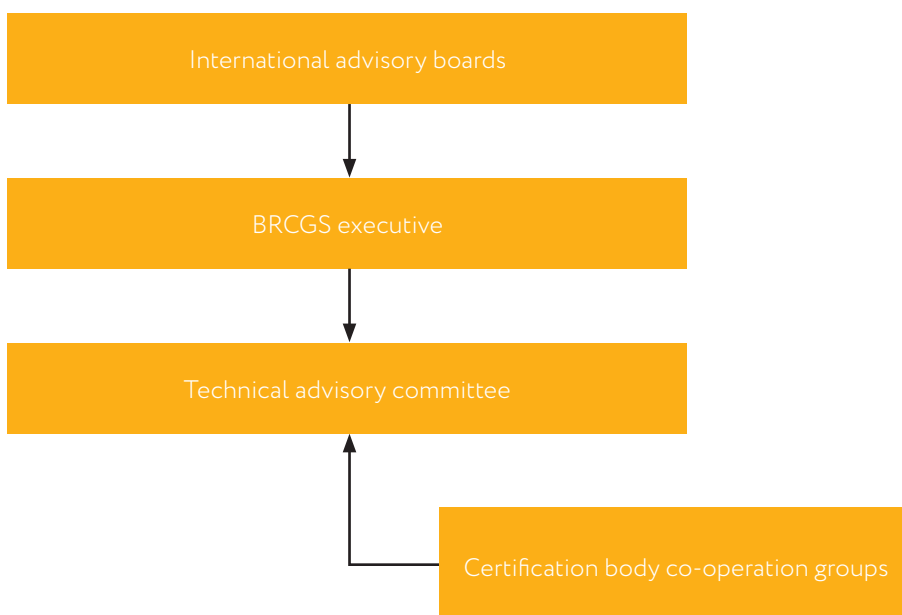 International advisory boards
BRCGS executive
Technical advisory committee
Certification body co-operation groups